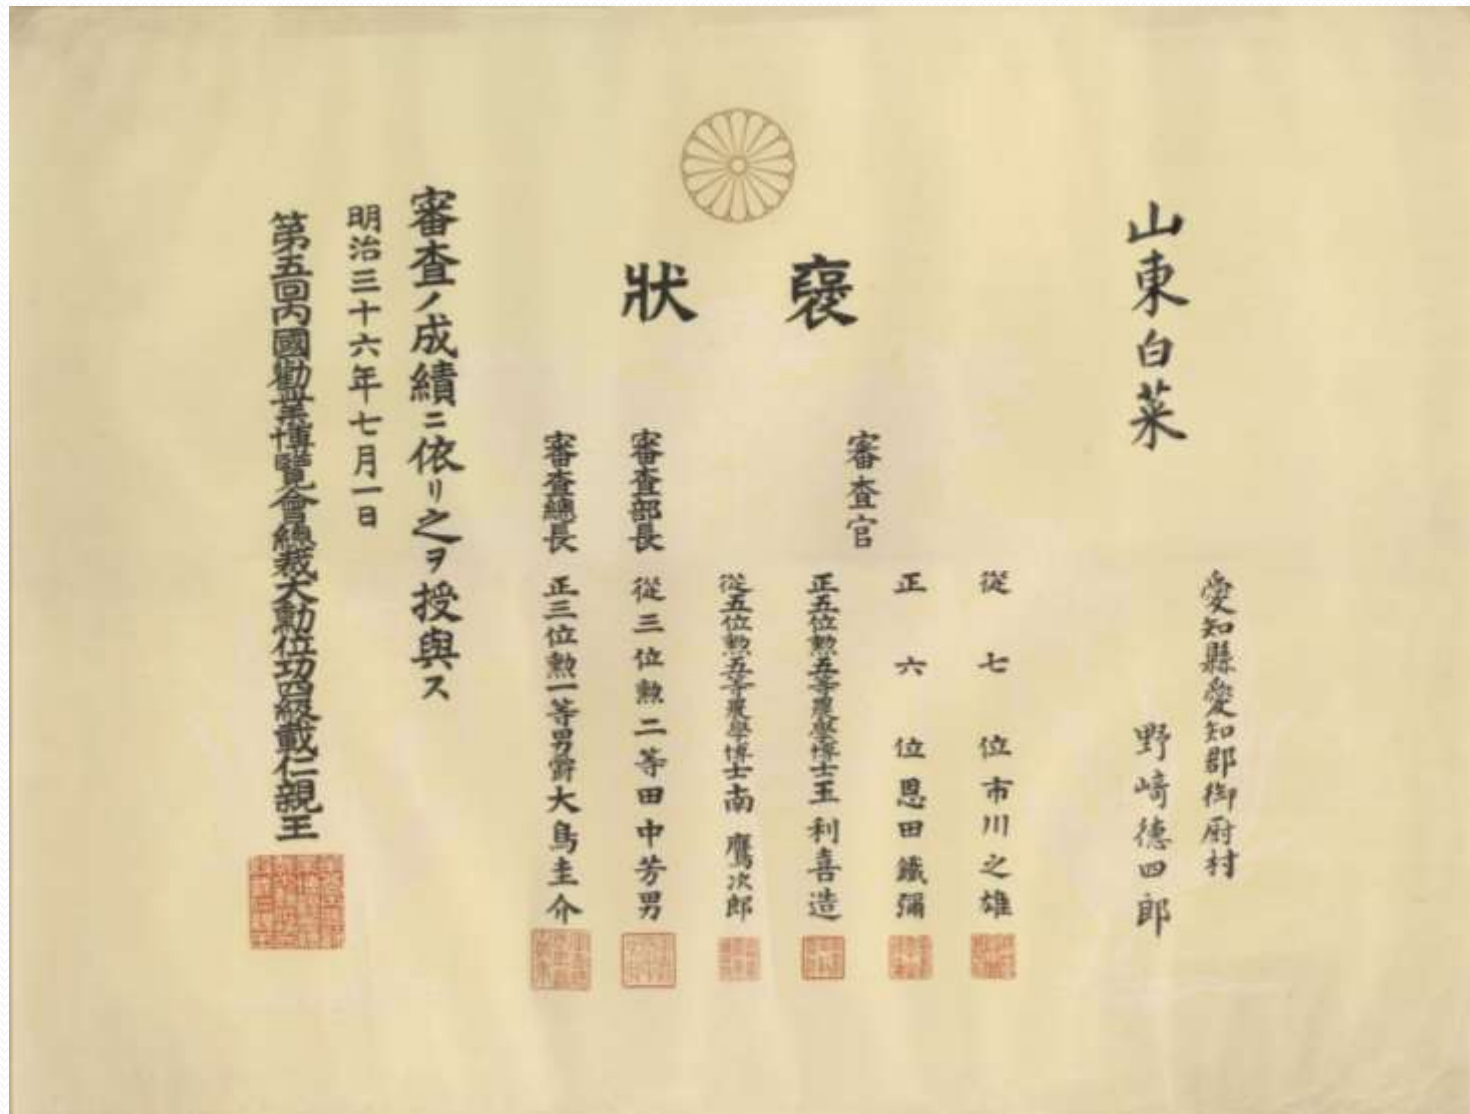 褒狀
山東白菜
愛知縣愛知郡御厨村
野﨑德四郎
審査官
從七位市川之雄
正六位恩田鐵彌
正五位勲五等農學博士玉利喜造
從五位勲五等農學博士南鷹次郎
審査部長 從三位勲二等田中芳男
審査總長 正三位勲一等男爵大鳥圭介
審査ノ成績ニ依リ之ヲ授與ス
明治三十六年七月一日
第五回內國勸業博覽會總裁大勳位功四級載仁親王